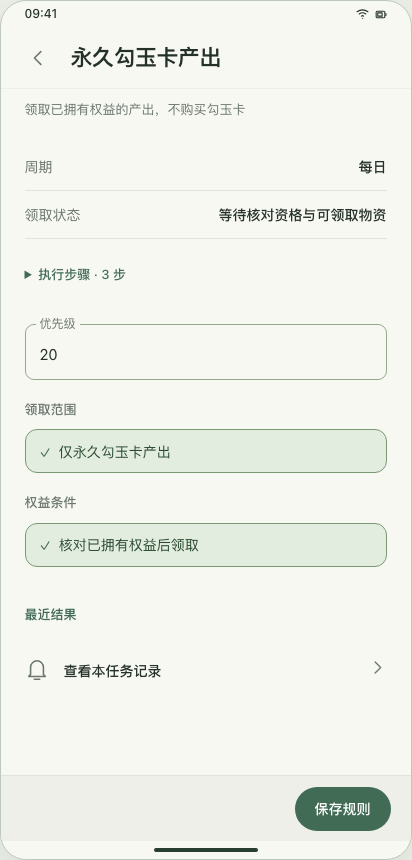 09:41
永久勾玉卡产出
领取已拥有权益的产出，不购买勾玉卡
周期 每日
领取状态 等待核对资格与可领取物资
▶ 执行步骤 · 3 步
优先级
20
领取范围
✓ 仅永久勾玉卡产出
权益条件
✓ 核对已拥有权益后领取
最近结果
查看本任务记录
保存规则